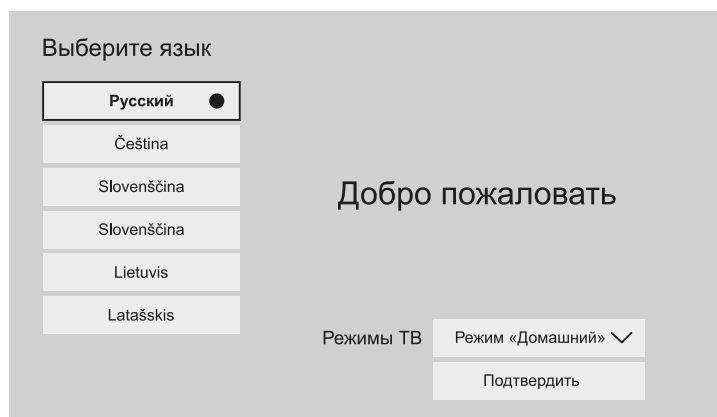 Выберите язык
Русский
Čeština
Slovenščina
Slovenščina
Lietuvis
Latašskis
Добро пожаловать
Режимы ТВ Режим «Домашний»
Подтвердить